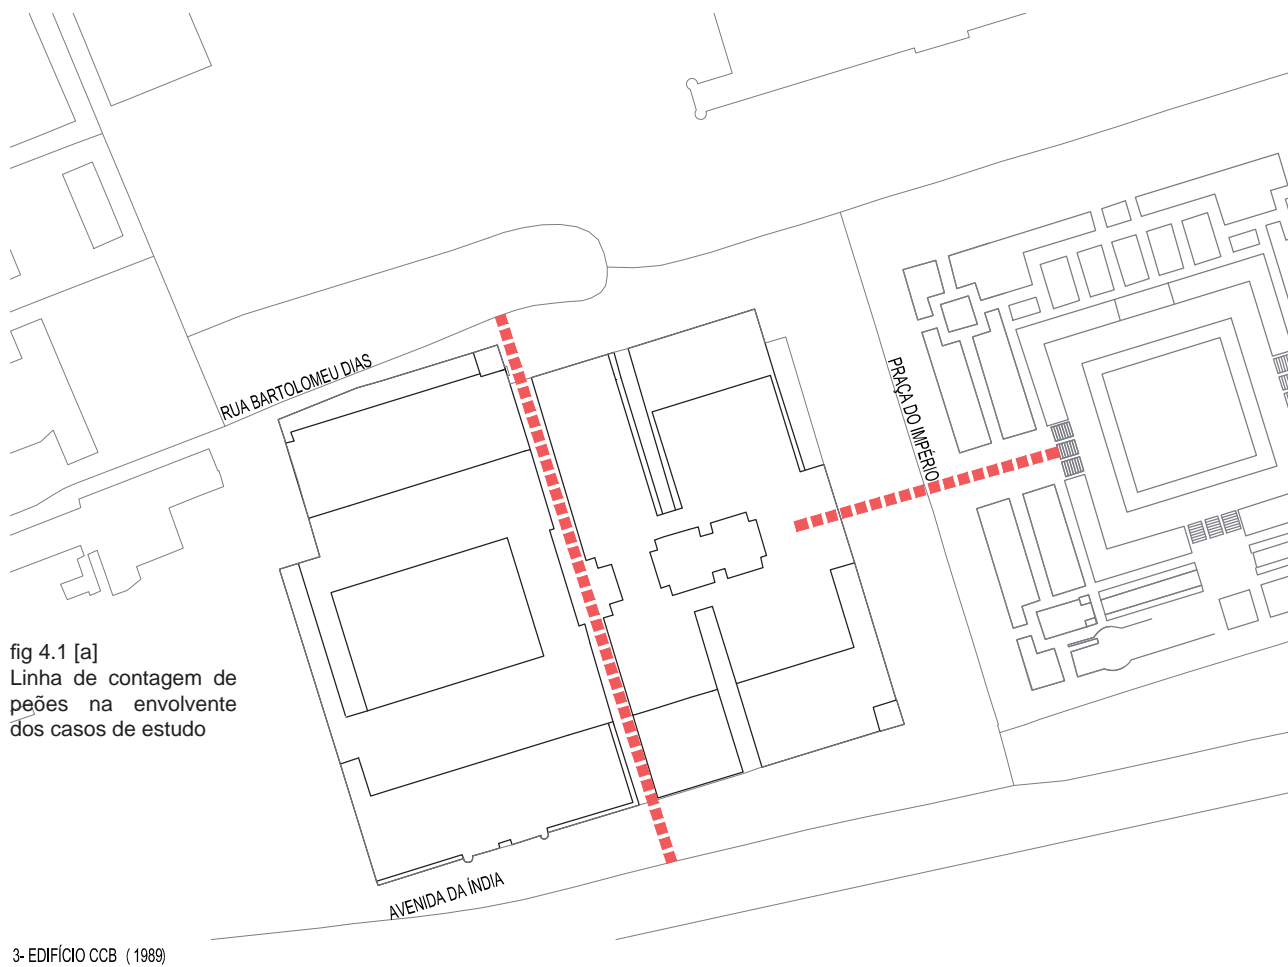 RUA BARTOLOMEU DIAS
PRAÇA DO IMPÉRIO
fig 4.1 [a]
Linha de contagem de
peões na envolvente
dos casos de estudo
AVENIDA DA ÍNDIA
3- EDIFÍCIO CCB ( 1989)